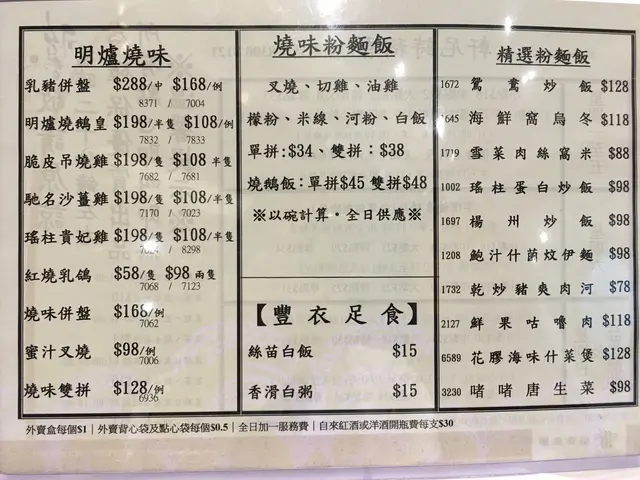 明爐燒味
乳豬併盤 $288/中 $168/例
8371 / 7004
明爐燒鵝皇 $198/半隻 $108/例
7832 / 7833
脆皮吊燒雞 $198/隻 $108 半隻
7682 / 7681
馳名沙薑雞 $198/隻 $108/半隻
7170 / 7023
瑤柱貴妃雞 $198/隻 $108/半隻
/ 8298
紅燒乳鴿 $58/隻 $98 兩隻
7068 / 7123
燒味併盤 $168/例
7062
蜜汁叉燒 $98/例
7006
燒味雙拼 $128/例
6936
燒味粉麵飯
叉燒、切雞、油雞
檬粉、米線、河粉、白飯
單拼:$34、雙拼：$38
燒鵝飯：單拼$45 雙拼$48
※以碗計算‧全日供應※
【豐衣足食】
絲苗白飯 $15
香滑白粥 $15
精選粉麵飯
1672 鴛鴦炒飯 $128
1645 海鮮窩烏冬 $118
1719 雪菜肉絲窩米 $88
1002 瑤柱蛋白炒飯 $98
1697 楊州炒飯 $98
1208 鮑汁什菌炆伊麵 $98
1732 乾炒豬爽肉河 $78
2127 鮮果咕嚕肉 $118
6589 花膠海味什菜煲 $128
3230 啫啫唐生菜 $98
外賣盒每個$1｜外賣背心袋及點心袋每個$0.5｜全日加一服務費｜自來紅酒或洋酒開瓶費每支$30